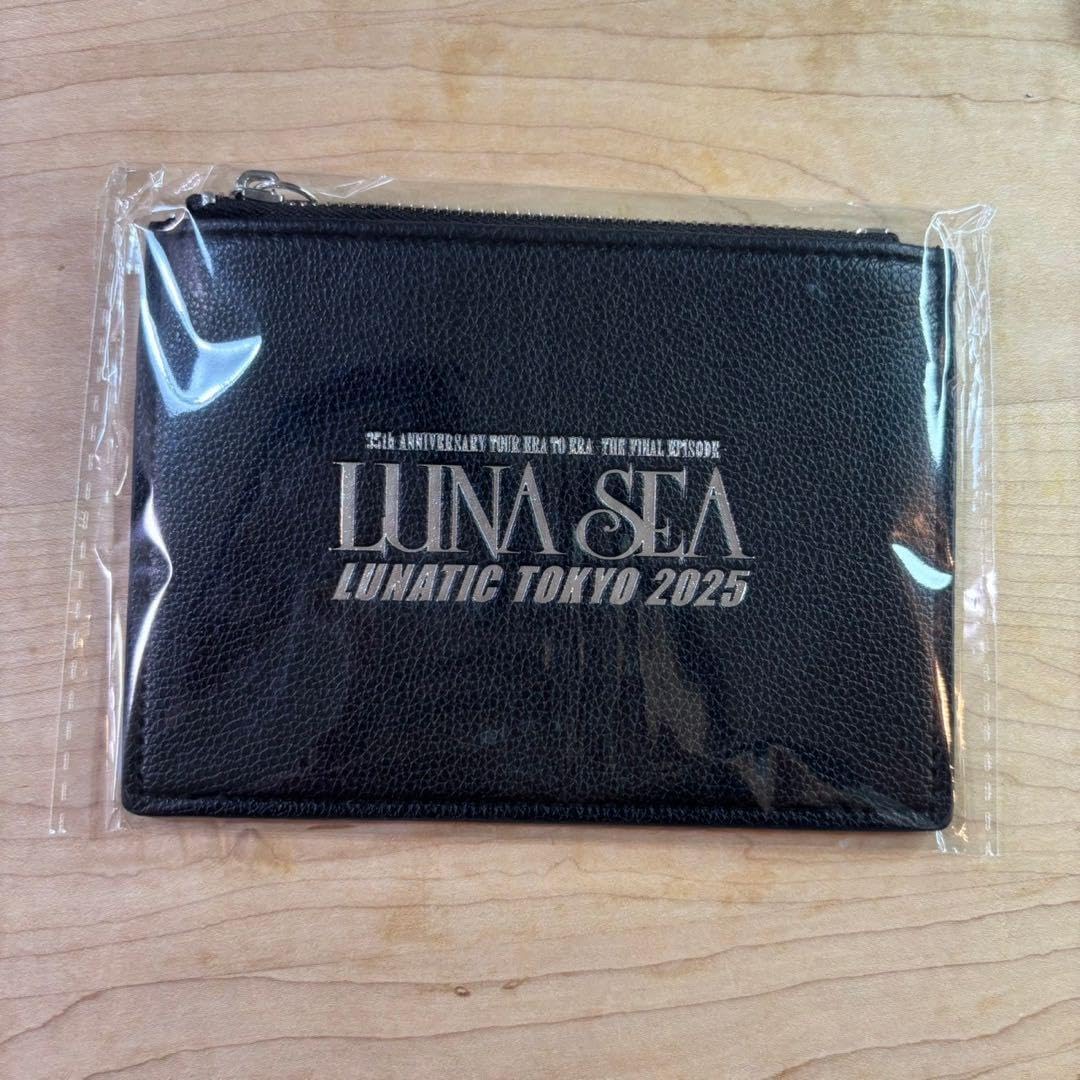 35th ANNIVERSARY TOUR ERA TO ERA -THE FINAL EPISODE-
LUNA SEA
LUNATIC TOKYO 2025